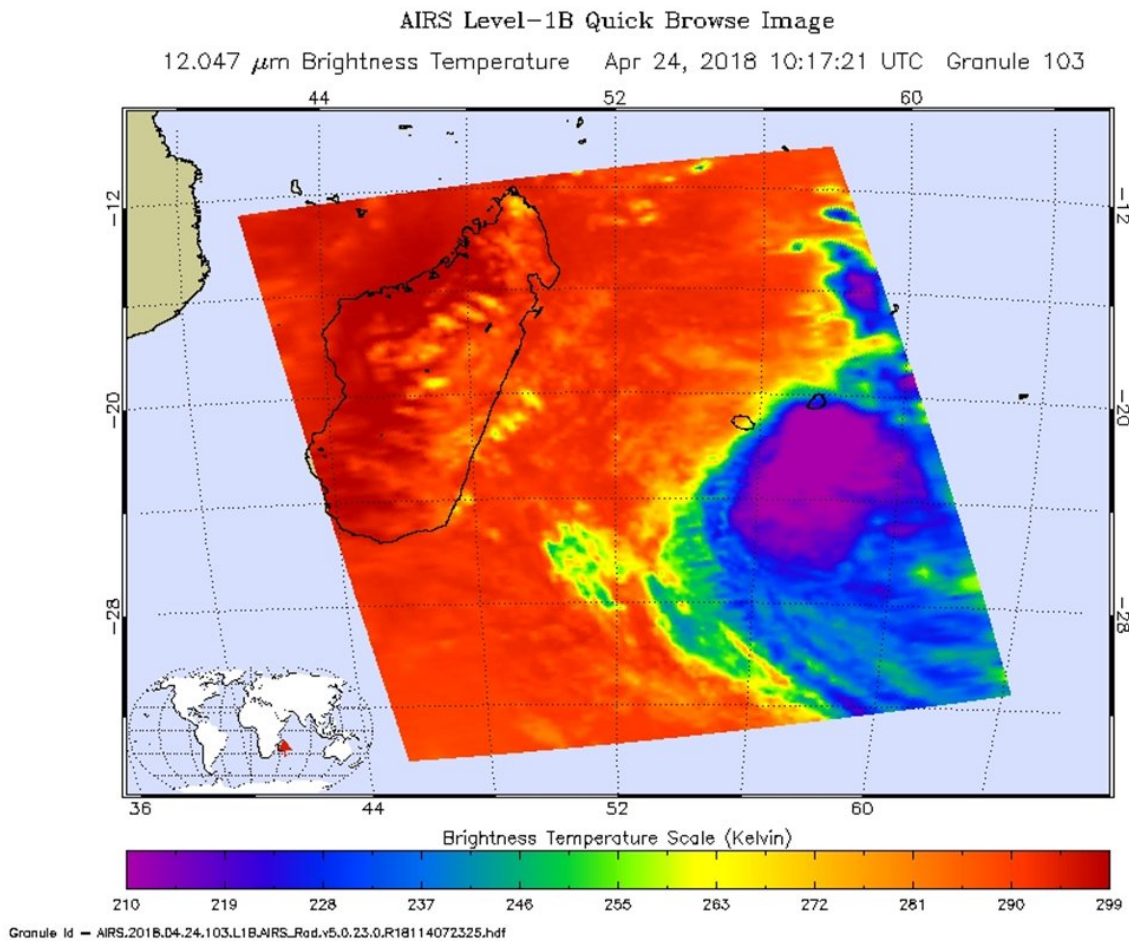 AIRS Level-1B Quick Browse Image
12.047 μm Brightness Temperature Apr 24, 2018 10:17:21 UTC Granule 103
44 52 60
-12 -12
-20 -20
-28 -28
36 44 52 60
Brightness Temperature Scale (Kelvin)
210 219 228 237 246 255 263 272 281 290 299
Granule Id - AIRS.2018.04.24.103.L1B.AIRS_Rad.v5.0.23.0.R18114072325.hdf